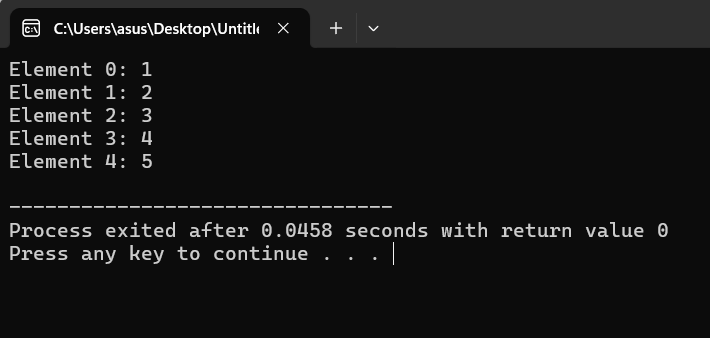 C:\Users\asus\Desktop\Untitle
Element 0: 1
Element 1: 2
Element 2: 3
Element 3: 4
Element 4: 5
--------------------------------
Process exited after 0.0458 seconds with return value 0
Press any key to continue . . .